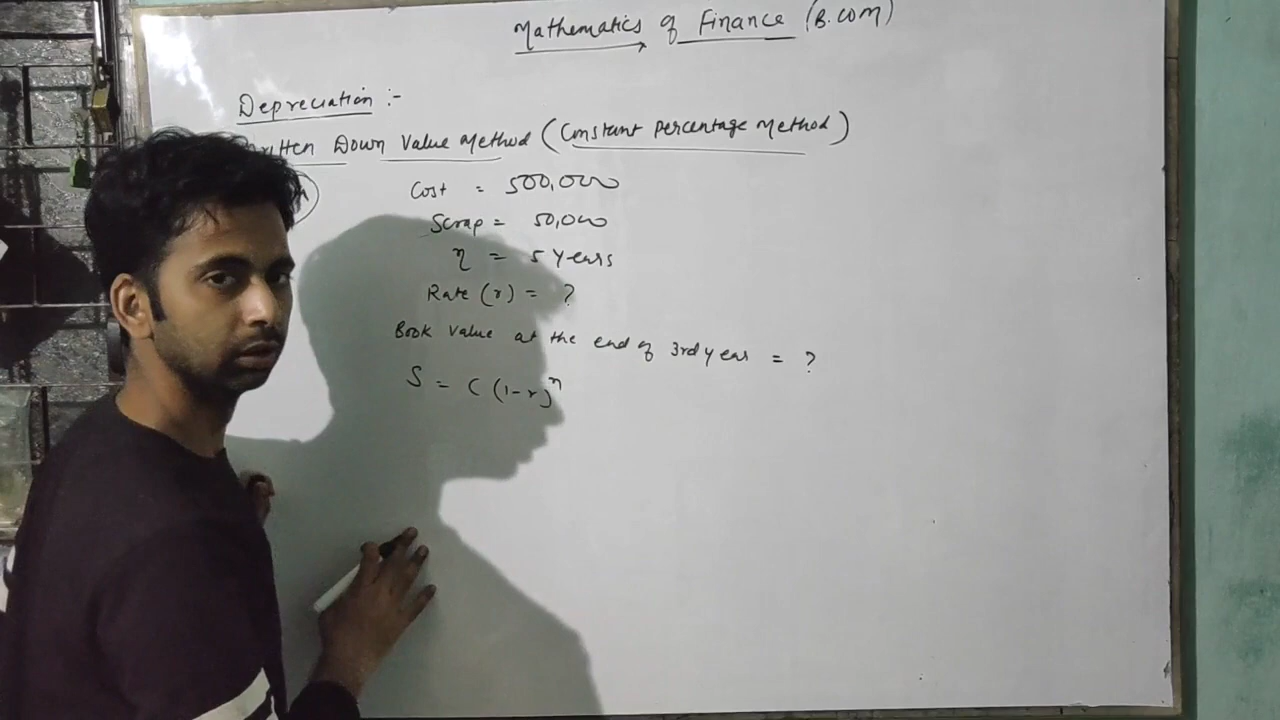 Mathematics of Finance (B.COM)
Depreciation :-
Down Value Method (Constant Percentage Method)
Cost = 500,000
Scrap = 50,000
n = 5 Years
Rate (r) = ?
Book Value at the end of 3rd year = ?
S = C (1-r)^n